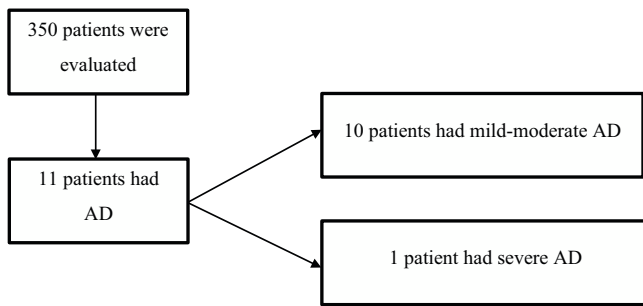 350 patients were
evaluated
10 patients had mild-moderate AD
11 patients had
AD
1 patient had severe AD